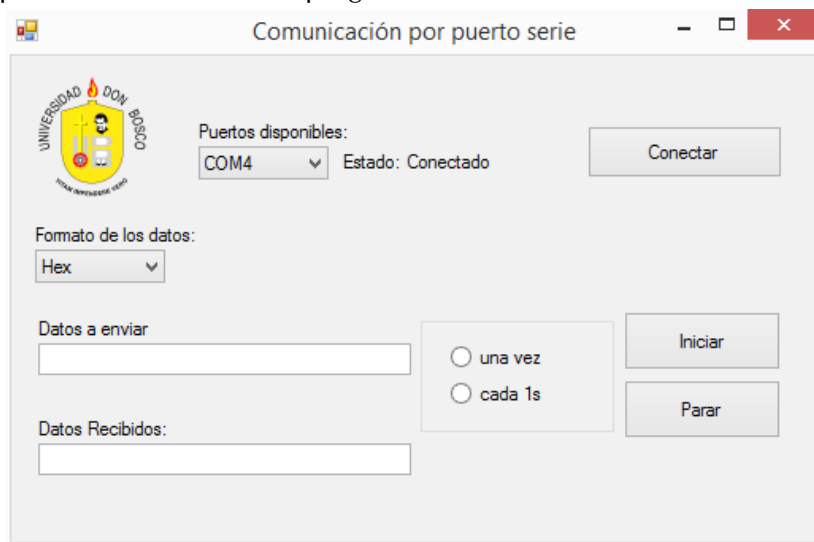 Comunicación por puerto serie
UNIVERSIDAD DON BOSCO
Puertos disponibles:
COM4 Estado: Conectado
Conectar
Formato de los datos:
Hex
Datos a enviar
una vez
cada 1s
Iniciar
Parar
Datos Recibidos: